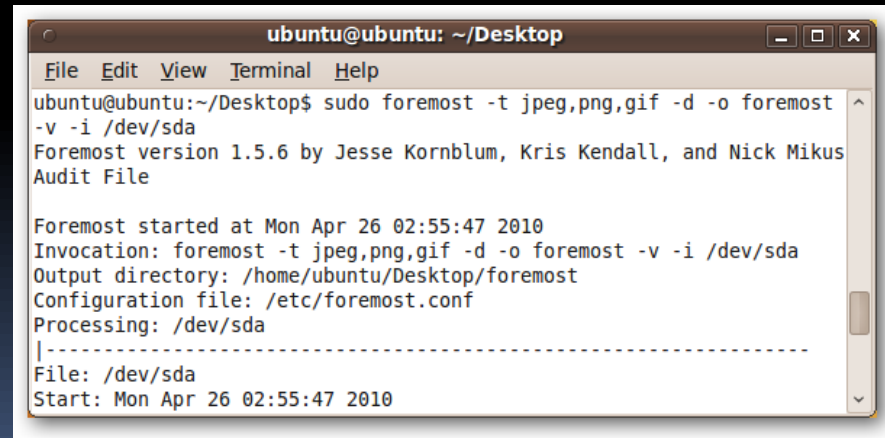 ubuntu@ubuntu: ~/Desktop
File Edit View Terminal Help
ubuntu@ubuntu:~/Desktop$ sudo foremost -t jpeg,png,gif -d -o foremost
-v -i /dev/sda
Foremost version 1.5.6 by Jesse Kornblum, Kris Kendall, and Nick Mikus
Audit File
Foremost started at Mon Apr 26 02:55:47 2010
Invocation: foremost -t jpeg,png,gif -d -o foremost -v -i /dev/sda
Output directory: /home/ubuntu/Desktop/foremost
Configuration file: /etc/foremost.conf
Processing: /dev/sda
|------------------------------------------------------------------
File: /dev/sda
Start: Mon Apr 26 02:55:47 2010